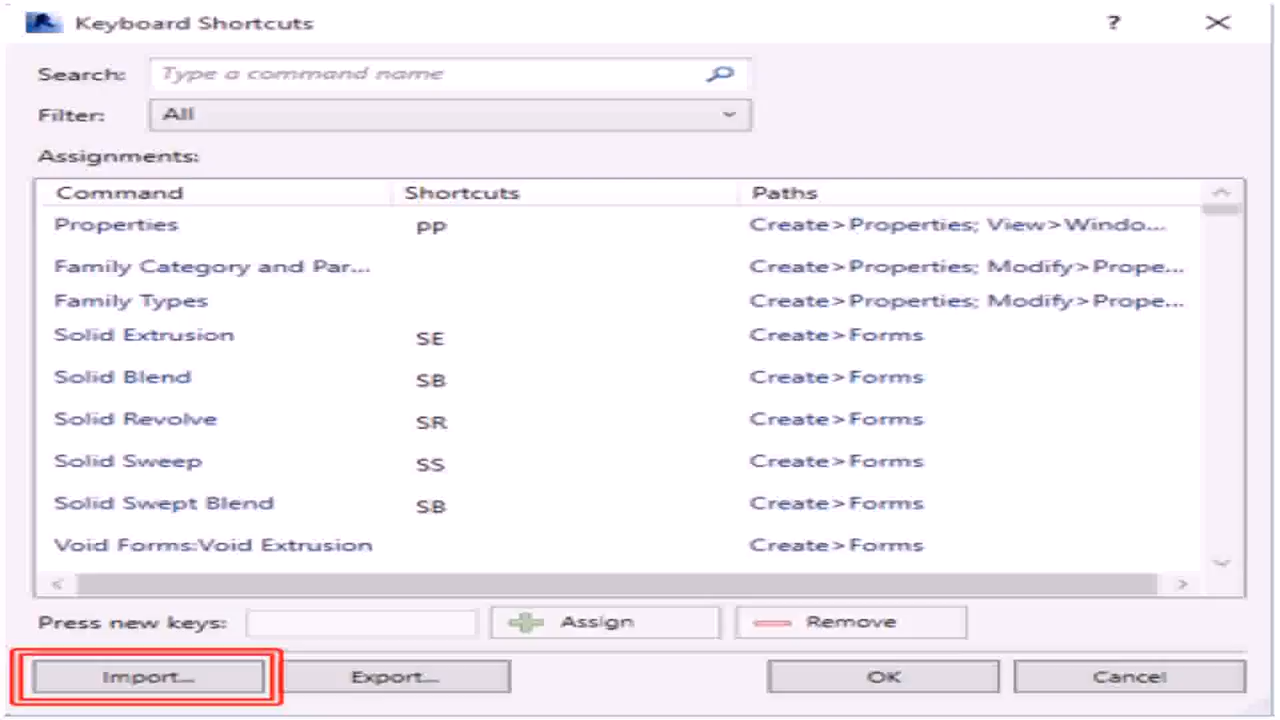 Keyboard Shortcuts ?
Search: Type a command name
Filter: All
Assignments:
Command Shortcuts Paths
Properties pp Create>Properties; View>Windo...
Family Category and Par... Create>Properties; Modify>Prope...
Family Types Create>Properties; Modify>Prope...
Solid Extrusion SE Create>Forms
Solid Blend SB Create>Forms
Solid Revolve SR Create>Forms
Solid Sweep SS Create>Forms
Solid Swept Blend SB Create>Forms
Void Forms:Void Extrusion Create>Forms
Press new keys: Assign Remove
Import... Export... OK Cancel